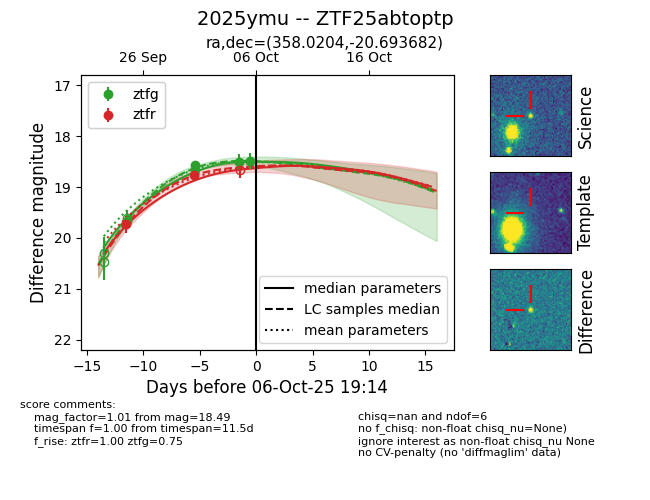 2025ymu -- ZTF25abtoptp
ra,dec=(358.0204,-20.693682)
26 Sep 06 Oct 16 Oct
ztfg
ztfr
17
18
19
20
21
22
Difference magnitude
median parameters
LC samples median
mean parameters
−15 −10 −5 0 5 10 15
Days before 06-Oct-25 19:14
Science
Template
Difference
score comments:
mag_factor=1.01 from mag=18.49
timespan f=1.00 from timespan=11.5d
f_rise: ztfr=1.00 ztfg=0.75
chisq=nan and ndof=6
no f_chisq: non-float chisq_nu=None)
ignore interest as non-float chisq_nu None
no CV-penalty (no 'diffmaglim' data)